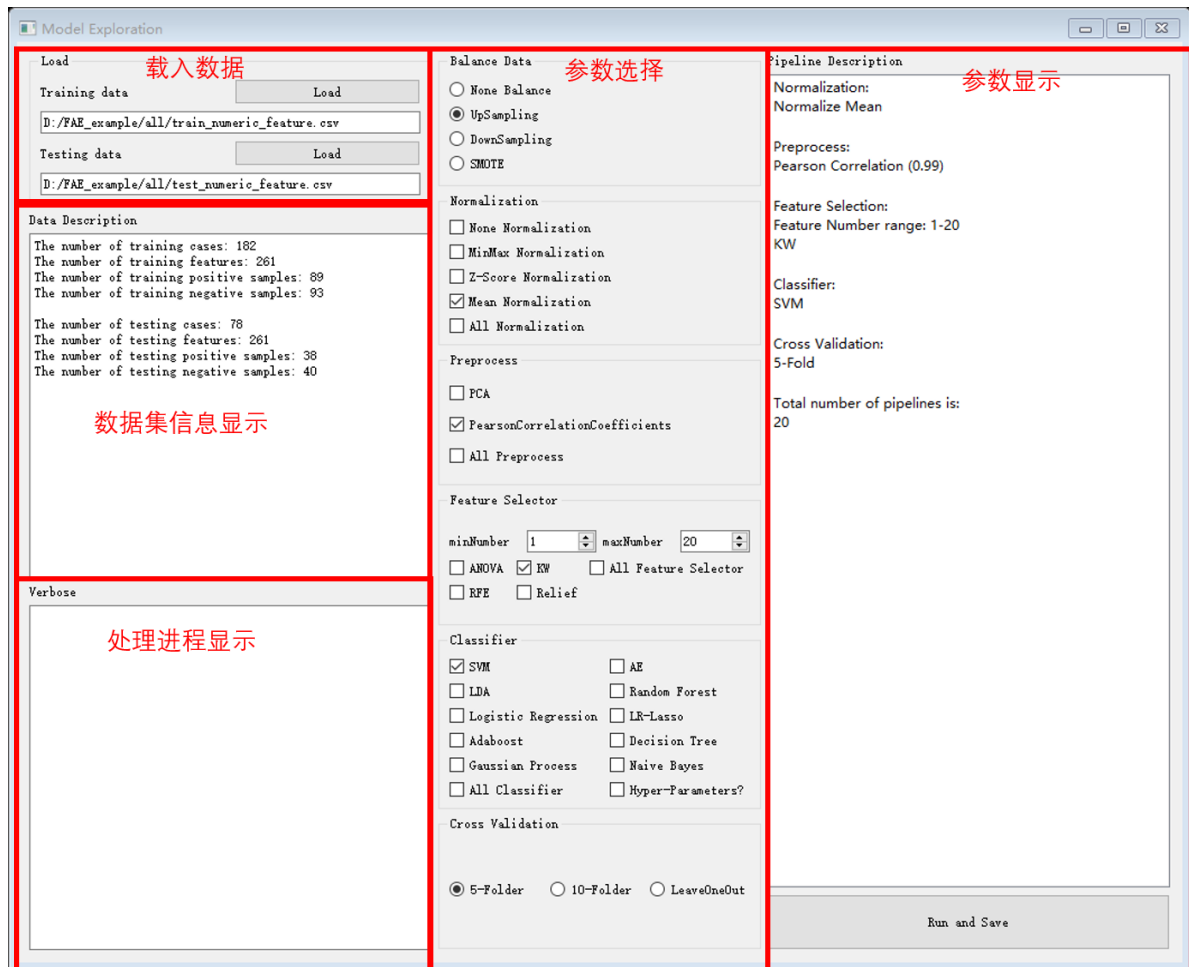 Model Exploration
Load
载入数据
Training data
Load
D:/FAE_example/all/train_numeric_feature.csv
Testing data
Load
D:/FAE_example/all/test_numeric_feature.csv
Data Description
The number of training cases: 182
The number of training features: 261
The number of training positive samples: 89
The number of training negative samples: 93
The number of testing cases: 78
The number of testing features: 261
The number of testing positive samples: 38
The number of testing negative samples: 40
数据集信息显示
Verbose
处理进程显示
Balance Data
参数选择
None Balance
UpSampling
DownSampling
SMOTE
Normalization
None Normalization
MinMax Normalization
Z-Score Normalization
Mean Normalization
All Normalization
Preprocess
PCA
PearsonCorrelationCoefficients
All Preprocess
Feature Selector
minNumber 1 maxNumber 20
ANOVA KW All Feature Selector
RFE Relief
Classifier
SVM AE
LDA Random Forest
Logistic Regression LR-Lasso
Adaboost Decision Tree
Gaussian Process Naive Bayes
All Classifier Hyper-Parameters?
Cross Validation
5-Folder 10-Folder LeaveOneOut
Pipeline Description
参数显示
Normalization:
Normalize Mean
Preprocess:
Pearson Correlation (0.99)
Feature Selection:
Feature Number range: 1-20
KW
Classifier:
SVM
Cross Validation:
5-Fold
Total number of pipelines is:
20
Run and Save